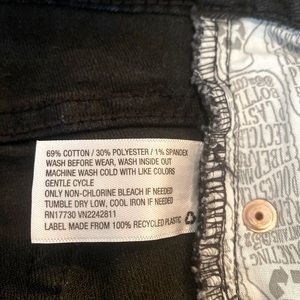 69% COTTON / 30% POLYESTER / 1% SPANDEX
WASH BEFORE WEAR, WASH INSIDE OUT
MACHINE WASH COLD WITH LIKE COLORS
GENTLE CYCLE
ONLY NON-CHLORINE BLEACH IF NEEDED
TUMBLE DRY LOW, COOL IRON IF NEEDED
RN17730 VN2242811
LABEL MADE FROM 100% RECYCLED PLASTIC